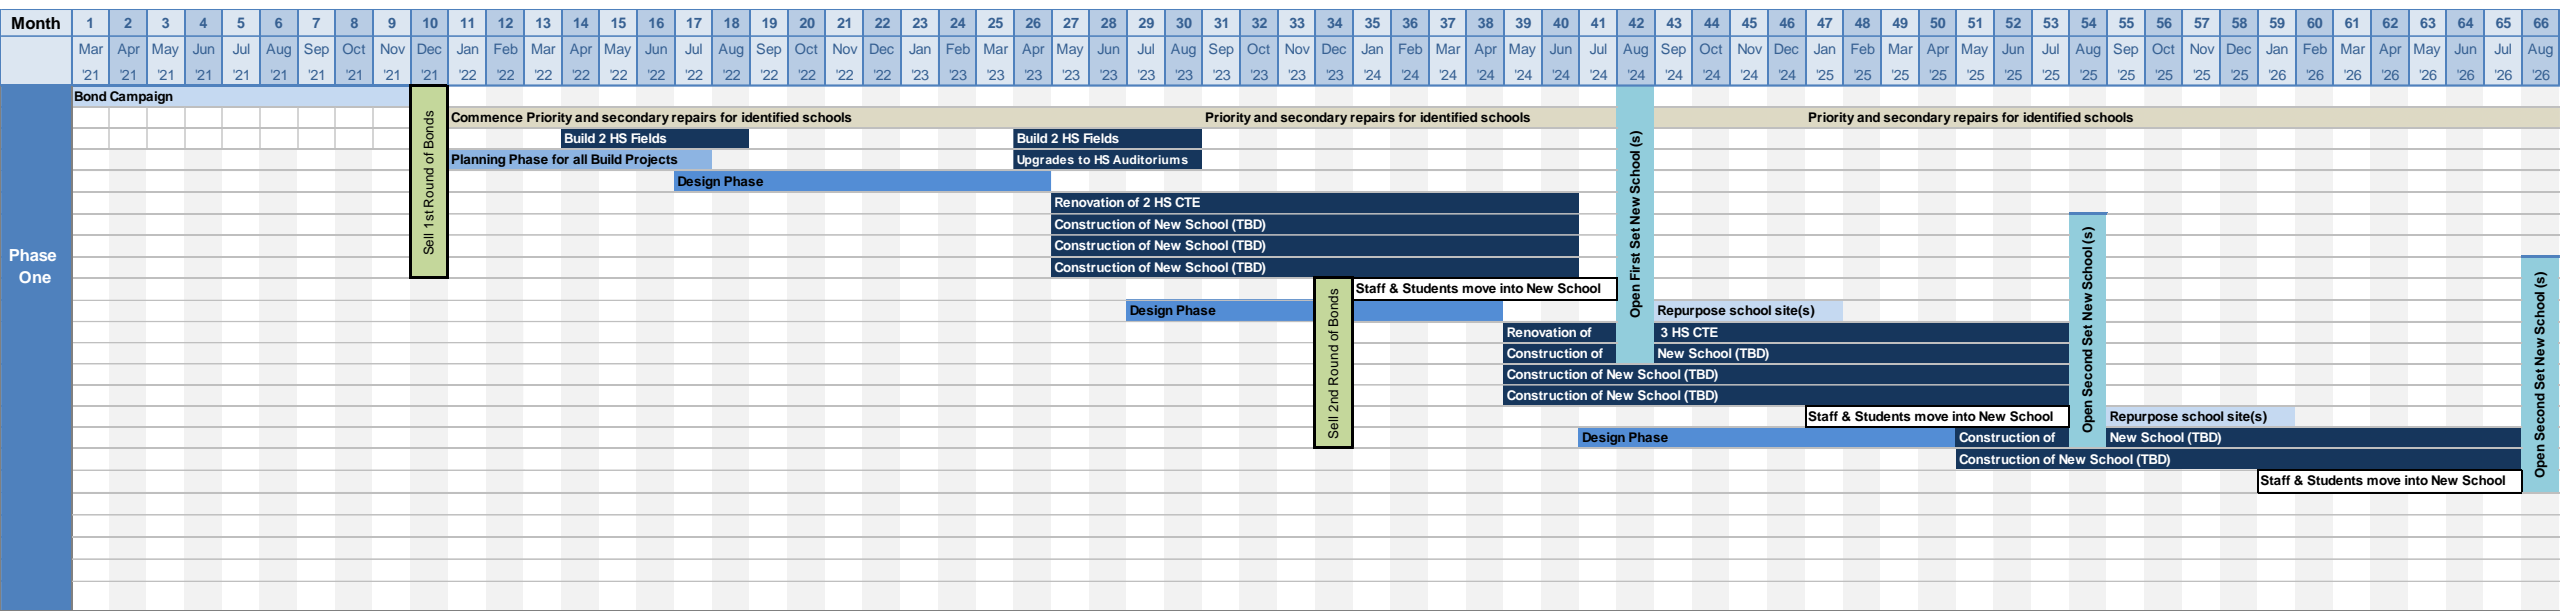 Month 1 2 3 4 5 6 7 8 9 10 11 12 13 14 15 16 17 18 19 20 21 22 23 24 25 26 27 28 29 30 31 32 33 34 35 36 37 38 39 40 41 42 43 44 45 46 47 48 49 50 51 52 53 54 55 56 57 58 59 60 61 62 63 64 65 66
Mar Apr May Jun Jul Aug Sep Oct Nov Dec Jan Feb Mar Apr May Jun Jul Aug Sep Oct Nov Dec Jan Feb Mar Apr May Jun Jul Aug Sep Oct Nov Dec Jan Feb Mar Apr May Jun Jul Aug Sep Oct Nov Dec Jan Feb Mar Apr May Jun Jul Aug Sep Oct Nov Dec Jan Feb Mar Apr May Jun Jul Aug
'21 '21 '21 '21 '21 '21 '21 '21 '21 '21 '22 '22 '22 '22 '22 '22 '22 '22 '22 '22 '22 '22 '23 '23 '23 '23 '23 '23 '23 '23 '23 '23 '23 '23 '24 '24 '24 '24 '24 '24 '24 '24 '24 '24 '24 '24 '25 '25 '25 '25 '25 '25 '25 '25 '25 '25 '25 '25 '26 '26 '26 '26 '26 '26 '26 '26
Phase
One
Bond Campaign
Sell 1st Round of Bonds
Commence Priority and secondary repairs for identified schools
Priority and secondary repairs for identified schools
Priority and secondary repairs for identified schools
Build 2 HS Fields
Build 2 HS Fields
Planning Phase for all Build Projects
Upgrades to HS Auditoriums
Design Phase
Renovation of 2 HS CTE
Construction of New School (TBD)
Construction of New School (TBD)
Construction of New School (TBD)
Sell 2nd Round of Bonds
Staff & Students move into New School
Open First Set New School (s)
Design Phase
Repurpose school site(s)
Renovation of 3 HS CTE
Construction of New School (TBD)
Construction of New School (TBD)
Construction of New School (TBD)
Staff & Students move into New School
Open Second Set New School (s)
Repurpose school site(s)
Design Phase
Construction of New School (TBD)
Construction of New School (TBD)
Staff & Students move into New School
Open Second Set New School (s)